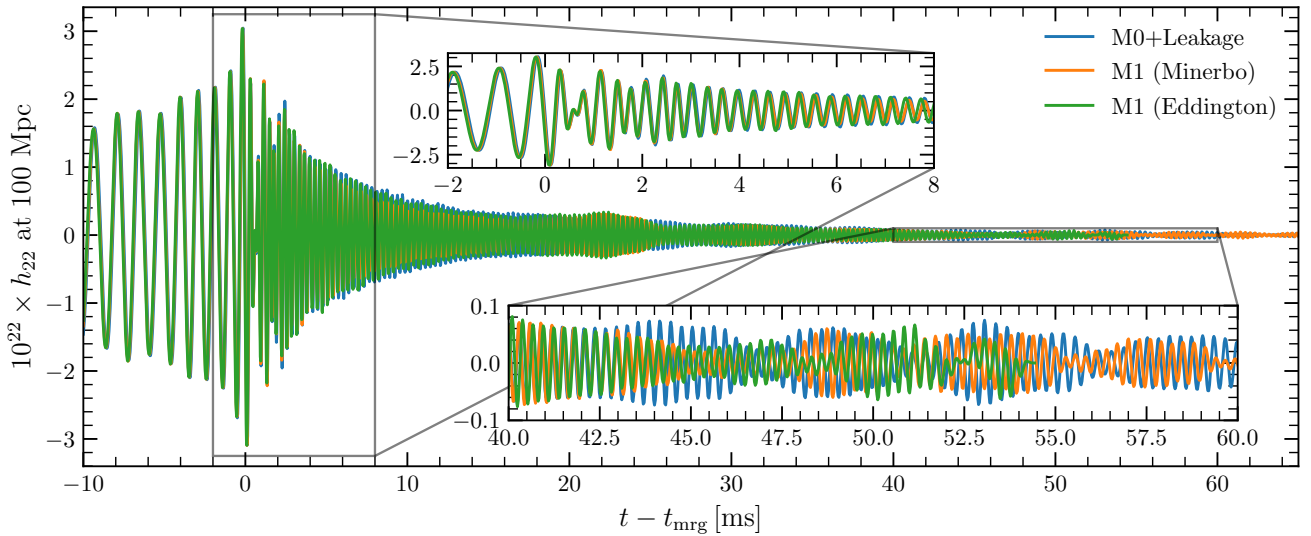 3
2
1
0
−1
−2
−3
10²² × h₂₂ at 100 Mpc
M0+Leakage
M1 (Minerbo)
M1 (Eddington)
2.5
0.0
−2.5
−2 0 2 4 6 8
0.1
0.0
−0.1
40.0 42.5 45.0 47.5 50.0 52.5 55.0 57.5 60.0
−10 0 10 20 30 40 50 60
t − t_mrg [ms]